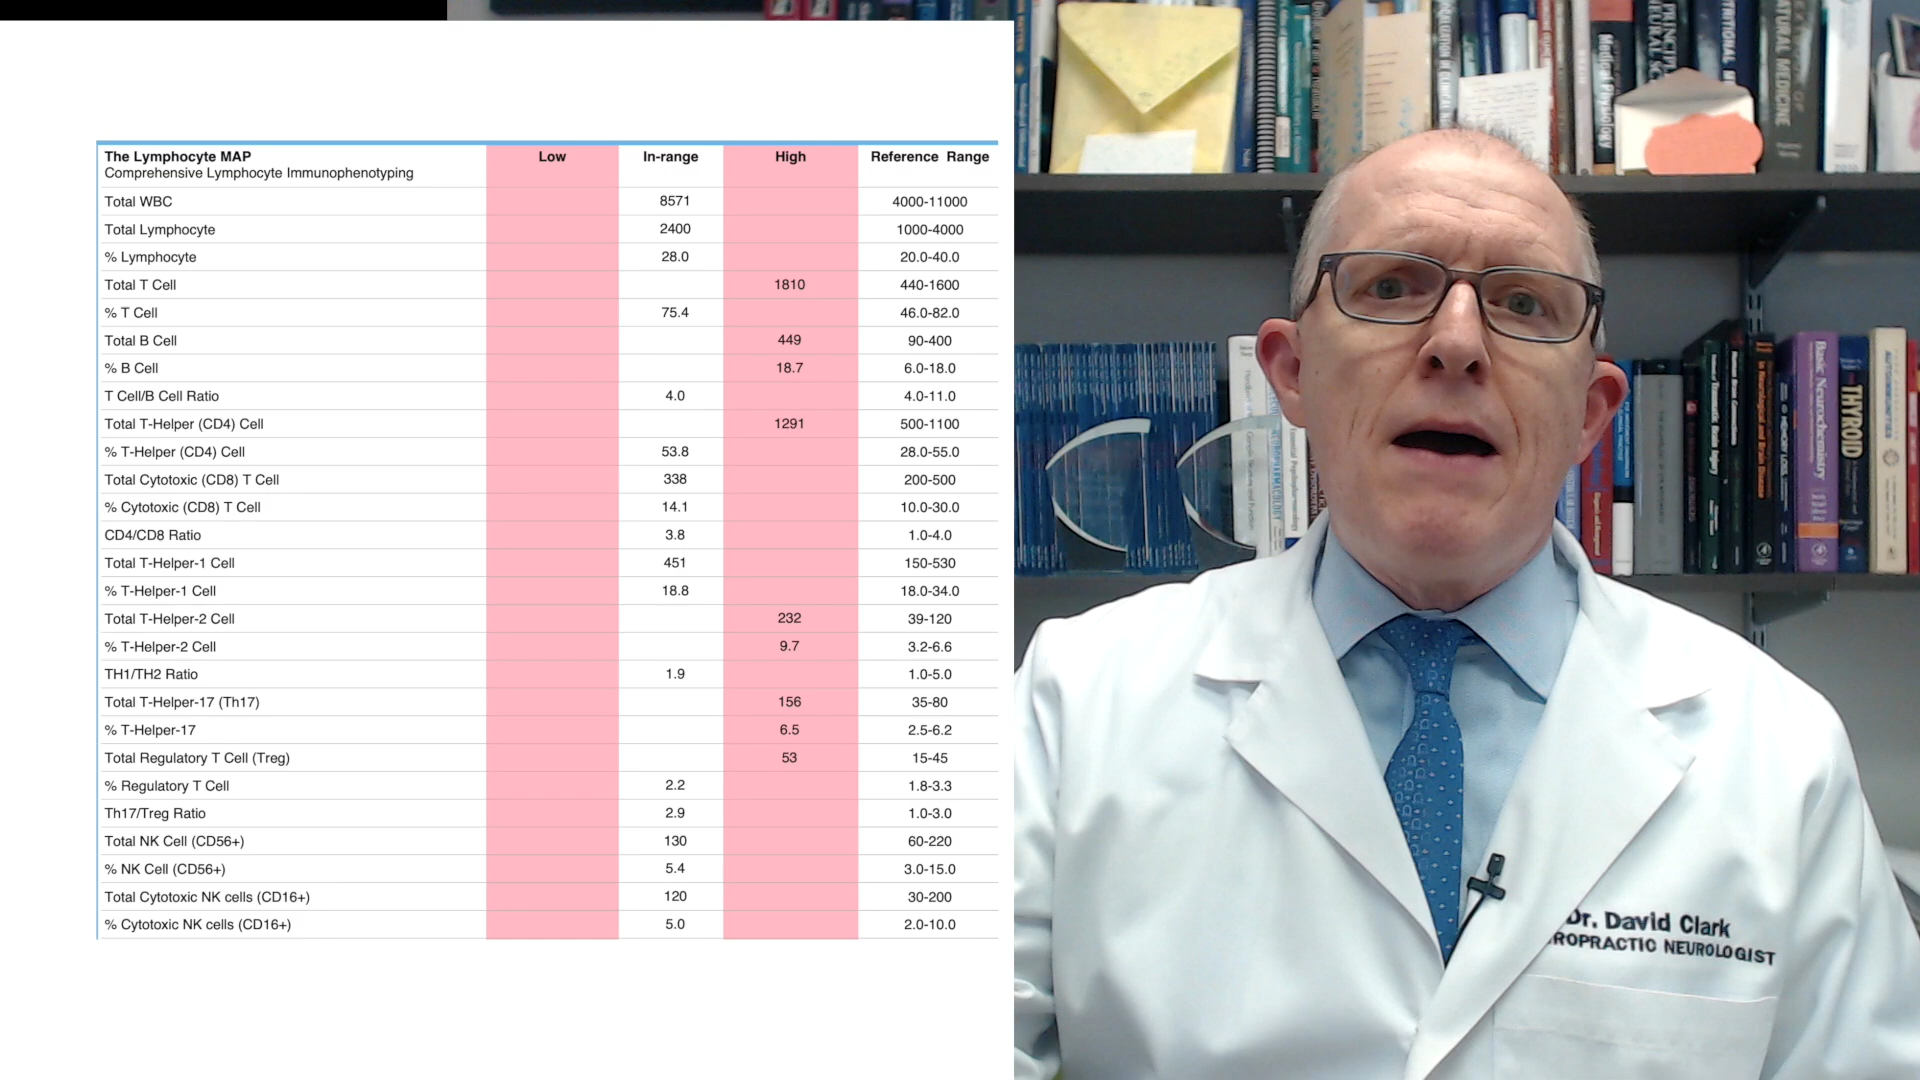 The Lymphocyte MAP Low In-range High Reference Range
Comprehensive Lymphocyte Immunophenotyping
Total WBC 8571 4000-11000
Total Lymphocyte 2400 1000-4000
% Lymphocyte 28.0 20.0-40.0
Total T Cell 1810 440-1600
% T Cell 75.4 46.0-82.0
Total B Cell 449 90-400
% B Cell 18.7 6.0-18.0
T Cell/B Cell Ratio 4.0 4.0-11.0
Total T-Helper (CD4) Cell 1291 500-1100
% T-Helper (CD4) Cell 53.8 28.0-55.0
Total Cytotoxic (CD8) T Cell 338 200-500
% Cytotoxic (CD8) T Cell 14.1 10.0-30.0
CD4/CD8 Ratio 3.8 1.0-4.0
Total T-Helper-1 Cell 451 150-530
% T-Helper-1 Cell 18.8 18.0-34.0
Total T-Helper-2 Cell 232 39-120
% T-Helper-2 Cell 9.7 3.2-6.6
TH1/TH2 Ratio 1.9 1.0-5.0
Total T-Helper-17 (Th17) 156 35-80
% T-Helper-17 6.5 2.5-6.2
Total Regulatory T Cell (Treg) 53 15-45
% Regulatory T Cell 2.2 1.8-3.3
Th17/Treg Ratio 2.9 1.0-3.0
Total NK Cell (CD56+) 130 60-220
% NK Cell (CD56+) 5.4 3.0-15.0
Total Cytotoxic NK cells (CD16+) 120 30-200
% Cytotoxic NK cells (CD16+) 5.0 2.0-10.0
Medical Physiology
NATURAL MEDICINE
Basic Neurochemistry
THYROID
Dr. David Clark
ROPRACTIC NEUROLOGIST